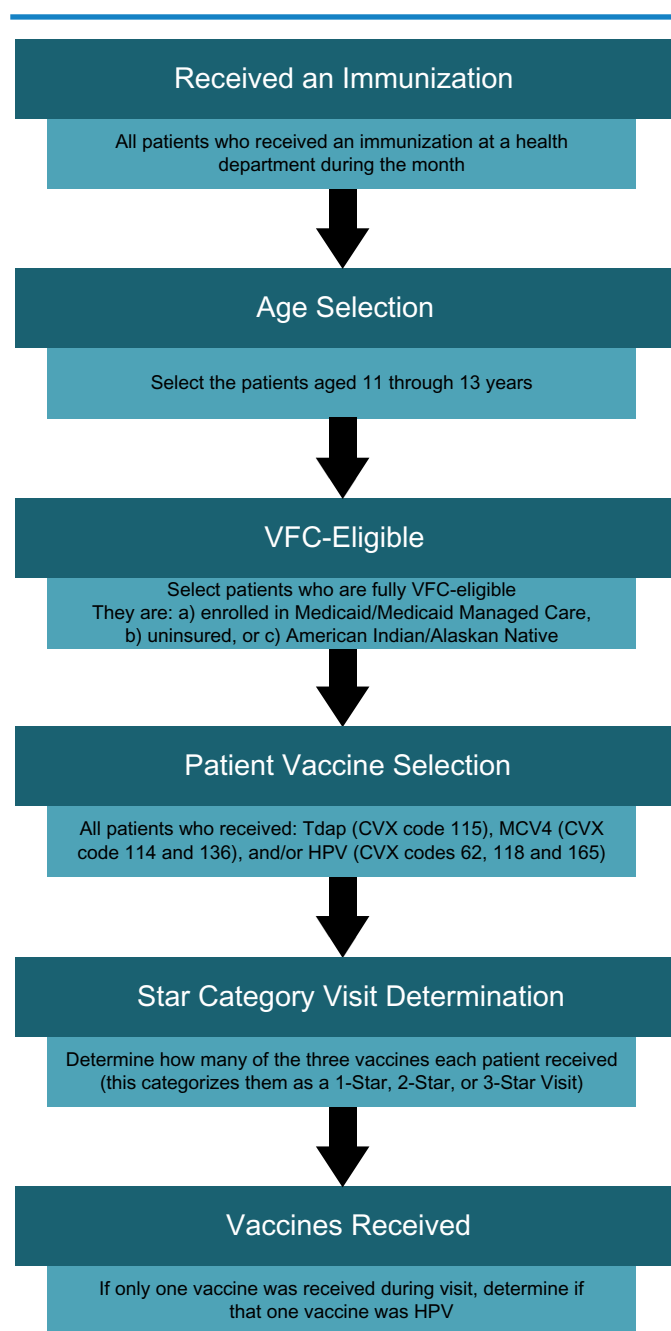 Received an Immunization
All patients who received an immunization at a health
department during the month
Age Selection
Select the patients aged 11 through 13 years
VFC-Eligible
Select patients who are fully VFC-eligible
They are: a) enrolled in Medicaid/Medicaid Managed Care,
b) uninsured, or c) American Indian/Alaskan Native
Patient Vaccine Selection
All patients who received: Tdap (CVX code 115), MCV4 (CVX
code 114 and 136), and/or HPV (CVX codes 62, 118 and 165)
Star Category Visit Determination
Determine how many of the three vaccines each patient received
(this categorizes them as a 1-Star, 2-Star, or 3-Star Visit)
Vaccines Received
If only one vaccine was received during visit, determine if
that one vaccine was HPV